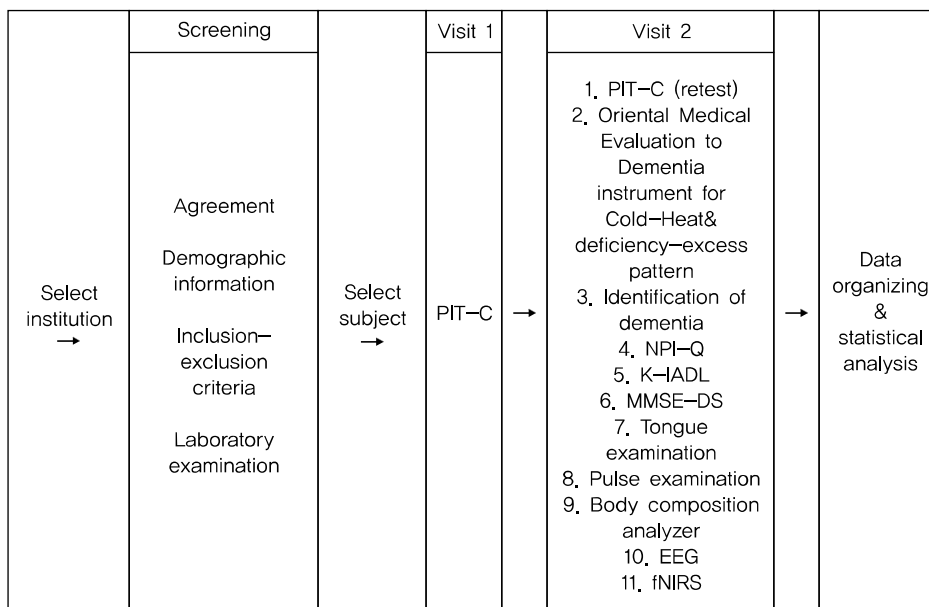 Select
institution
→
Screening
Agreement
Demographic
information
Inclusion−
exclusion
criteria
Laboratory
examination
Select
subject
→
Visit 1
PIT−C
→
Visit 2
1. PIT−C (retest)
2. Oriental Medical
Evaluation to
Dementia
instrument for
Cold−Heat&
deficiency−excess
pattern
3. Identification of
dementia
4. NPI−Q
5. K−IADL
6. MMSE−DS
7. Tongue
examination
8. Pulse examination
9. Body composition
analyzer
10. EEG
11. fNIRS
→
Data
organizing
&
statistical
analysis